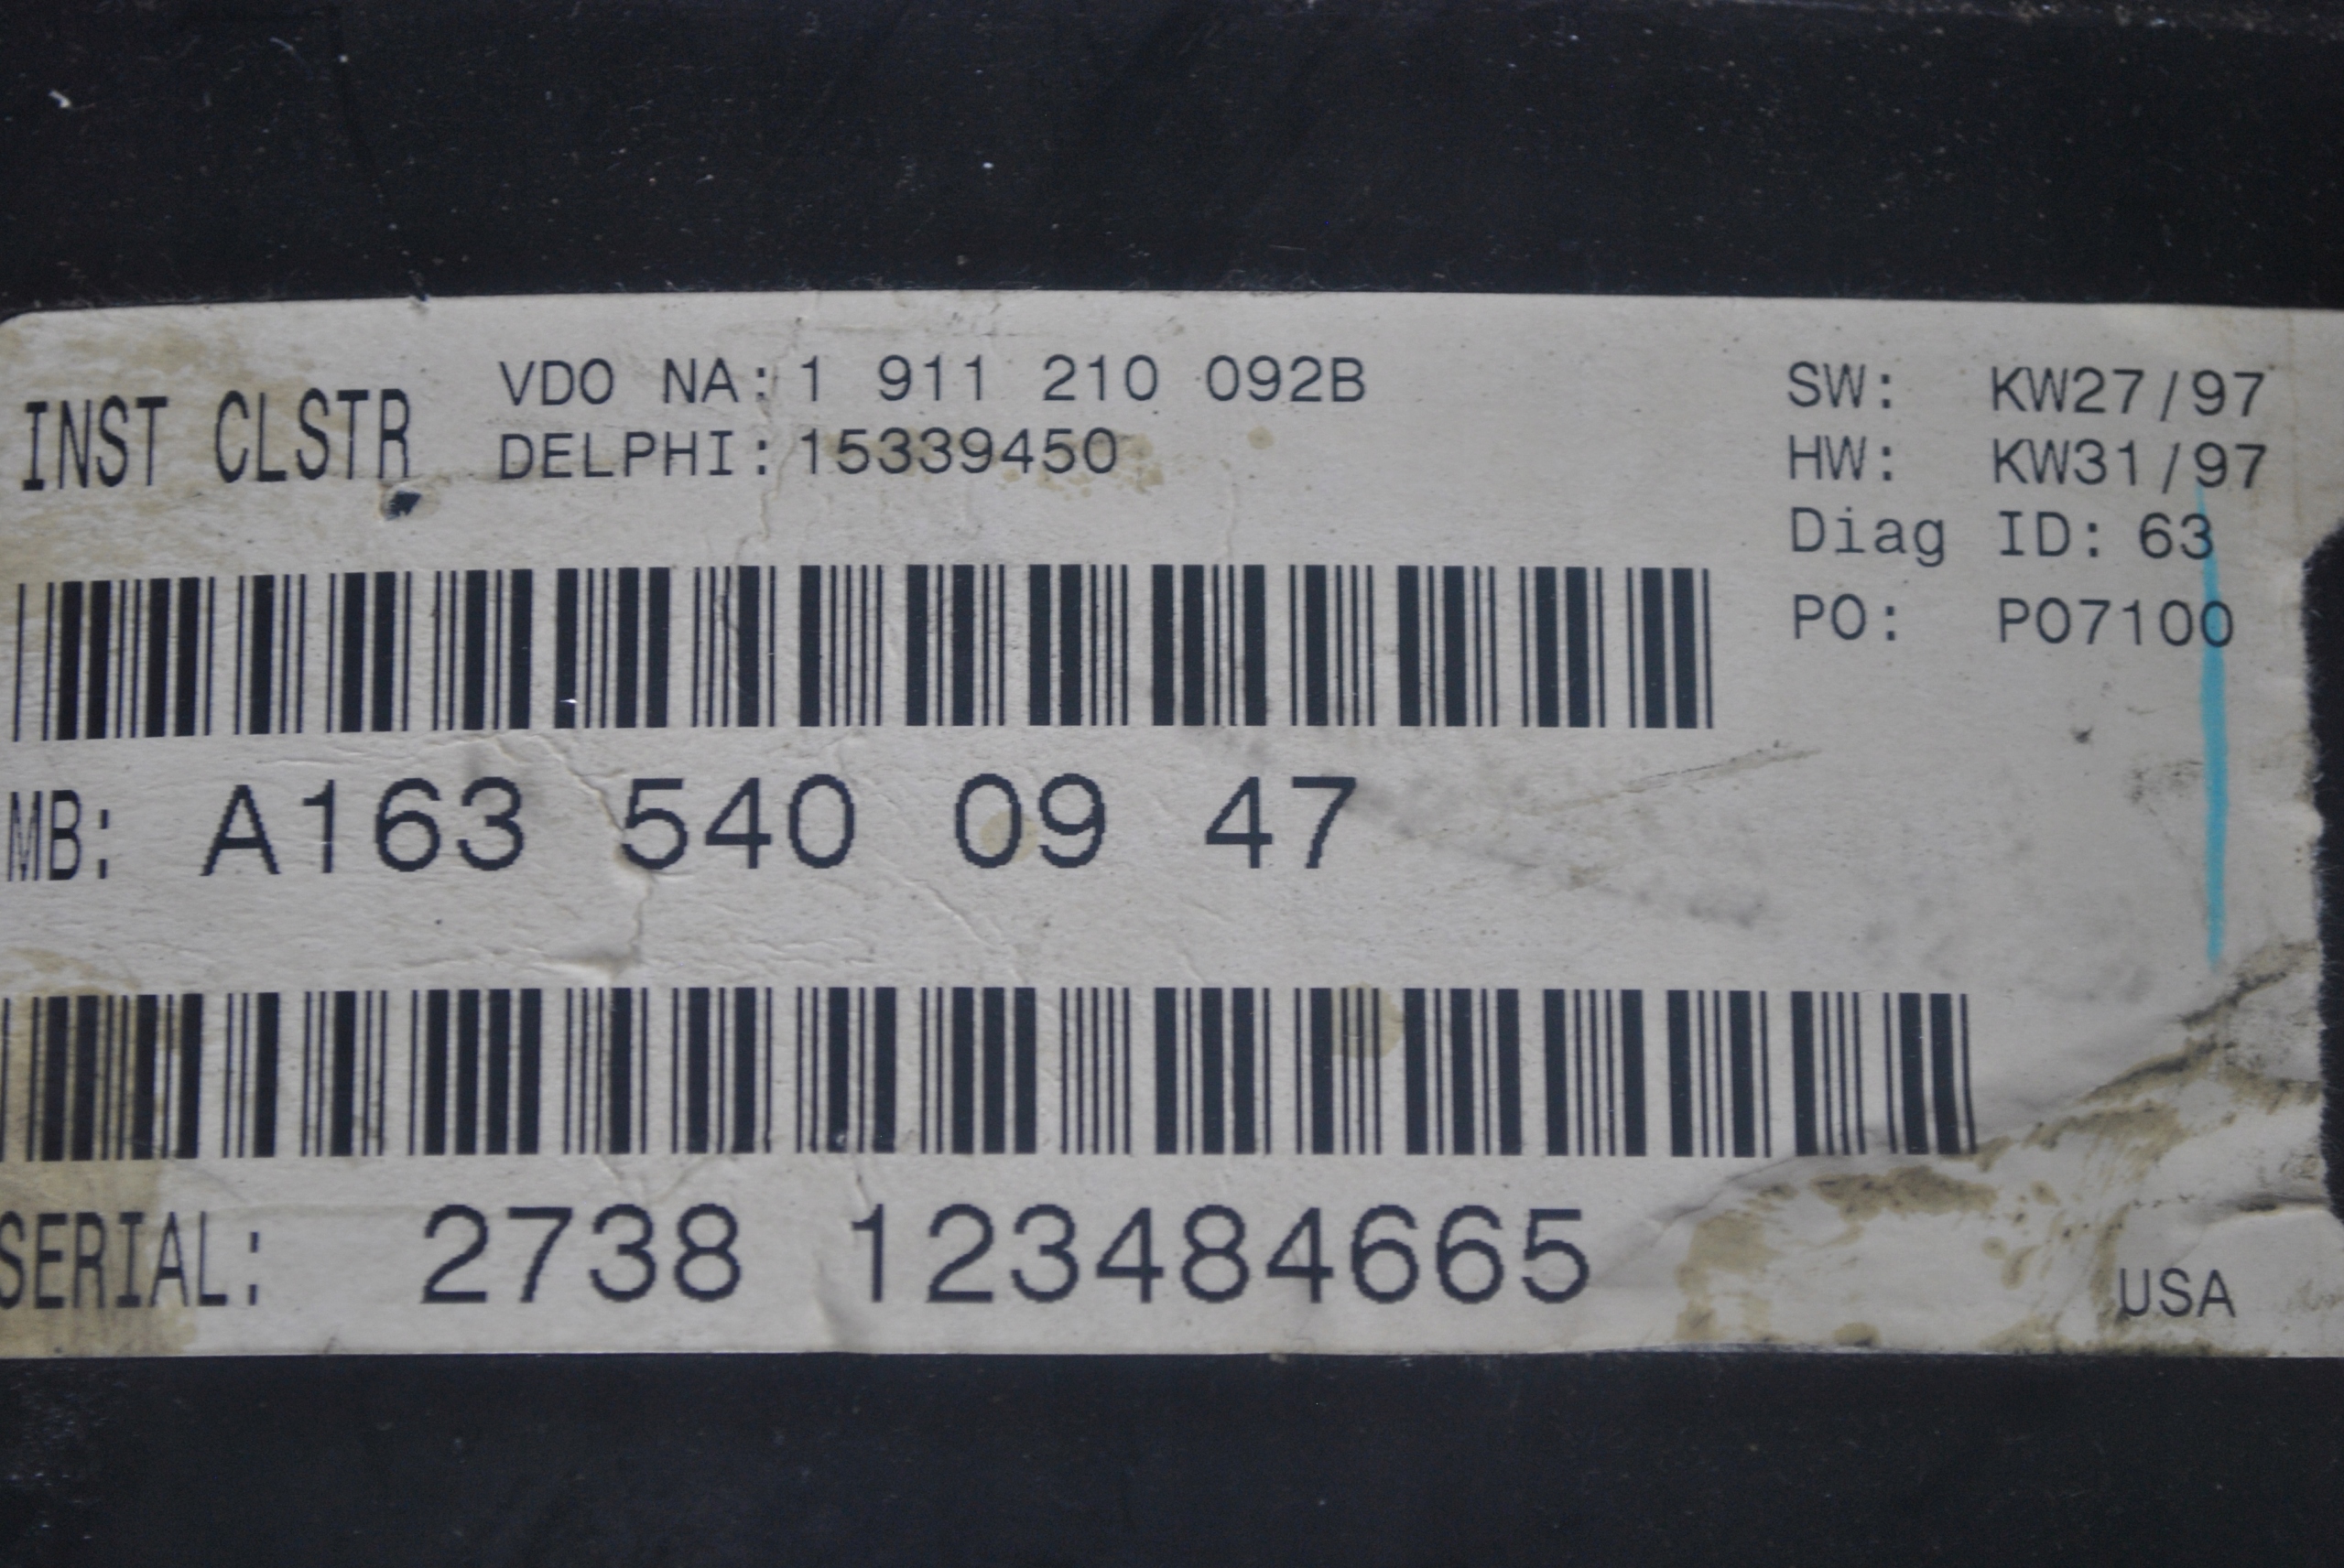 INST CLSTR
VDO NA:1 911 210 092B
DELPHI:15339450
SW: KW27/97
HW: KW31/97
Diag ID: 63
PO: PO7100
MB: A163 540 09 47
SERIAL: 2738 123484665
USA